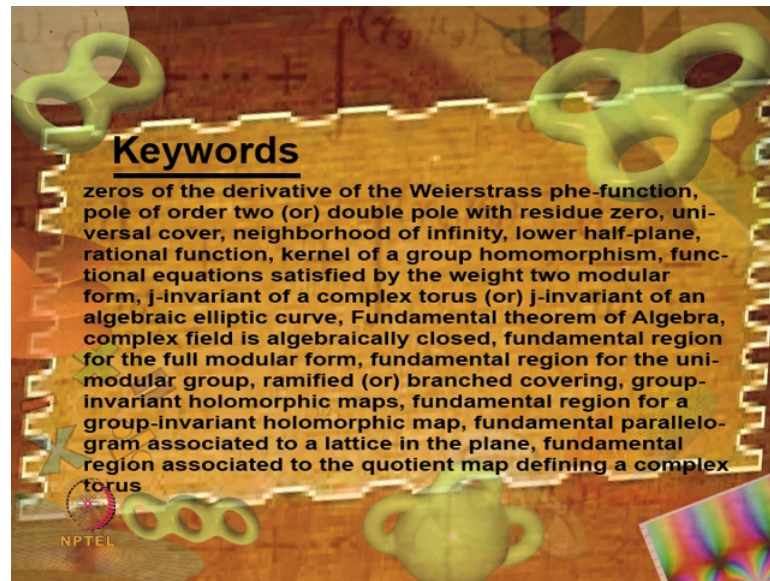 Keywords
zeros of the derivative of the Weierstrass phe-function,
pole of order two (or) double pole with residue zero, uni-
versal cover, neighborhood of infinity, lower half-plane,
rational function, kernel of a group homomorphism, func-
tional equations satisfied by the weight two modular
form, j-invariant of a complex torus (or) j-invariant of an
algebraic elliptic curve, Fundamental theorem of Algebra,
complex field is algebraically closed, fundamental region
for the full modular form, fundamental region for the uni-
modular group, ramified (or) branched covering, group-
invariant holomorphic maps, fundamental region for a
group-invariant holomorphic map, fundamental parallelo-
gram associated to a lattice in the plane, fundamental
region associated to the quotient map defining a complex
torus
NPTEL